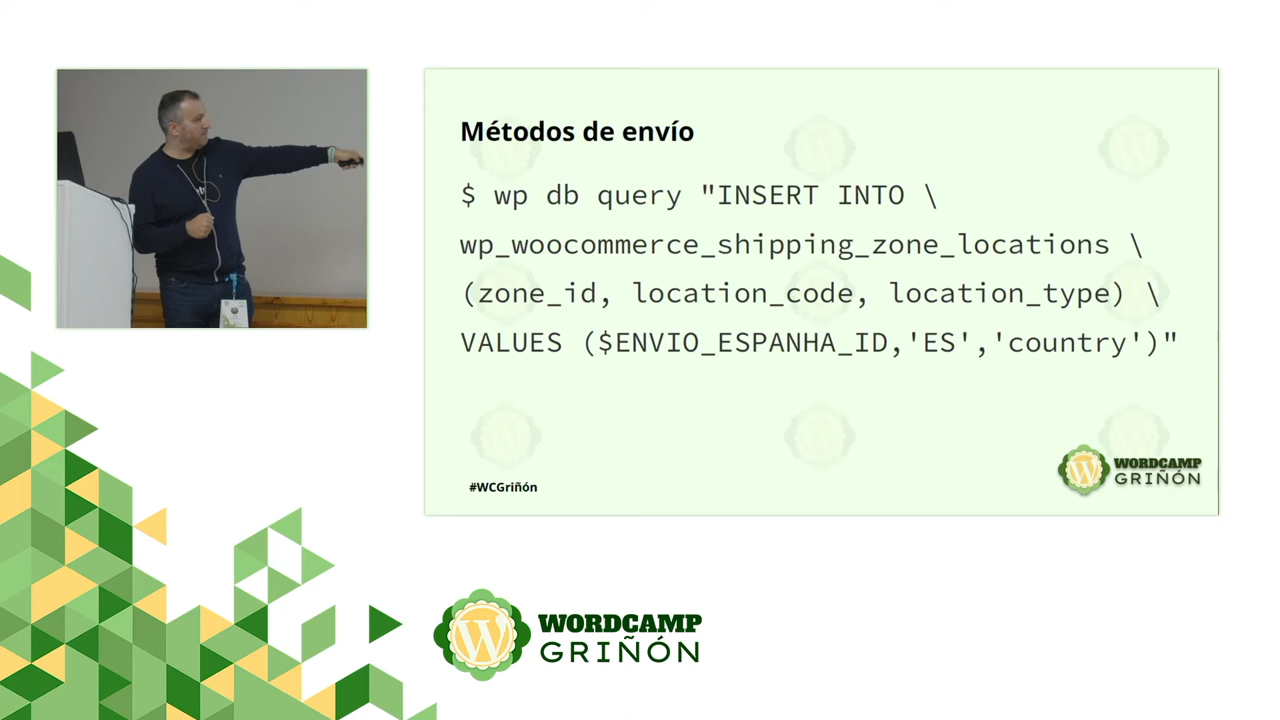 Métodos de envío
$ wp db query "INSERT INTO \
wp_woocommerce_shipping_zone_locations \
(zone_id, location_code, location_type) \
VALUES ($ENVIO_ESPANHA_ID,'ES','country')"
#WCGriñón
WORDCAMP
GRIÑÓN
WORDCAMP
GRIÑÓN